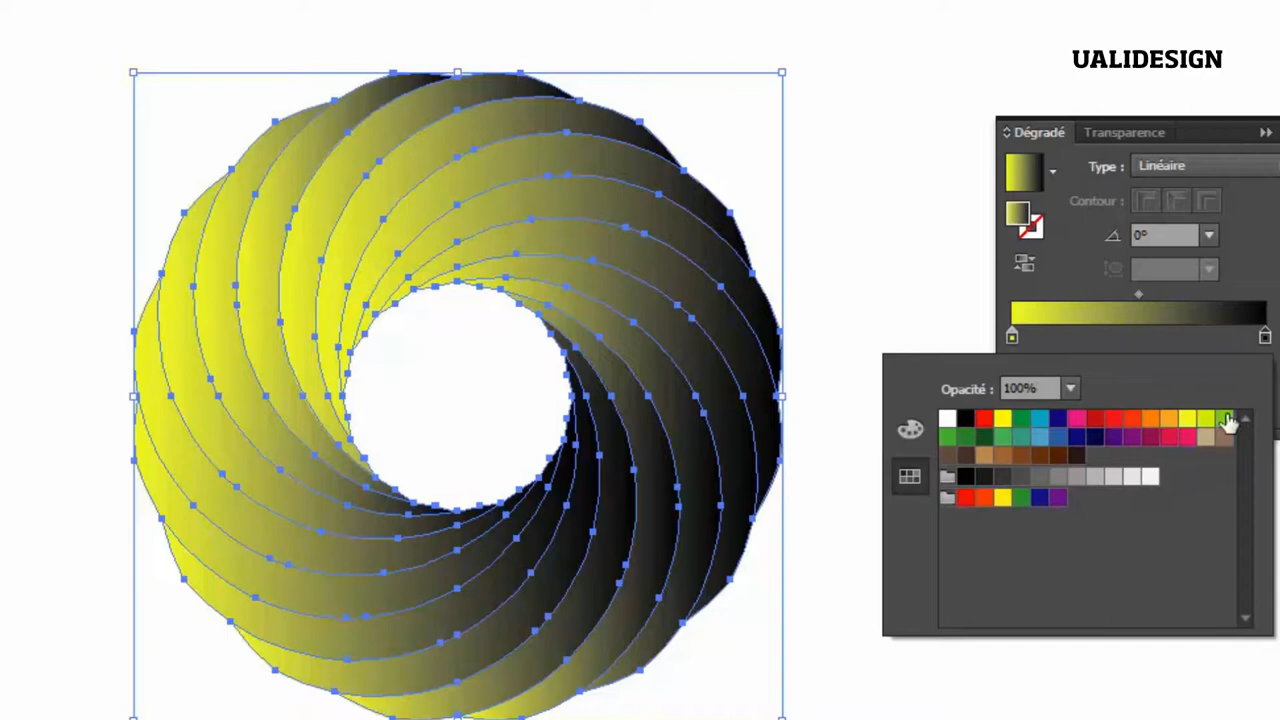 UALIDESIGN
Dégradé Transparence
Type : Linéaire
Contour :
0°
Opacité : 100%